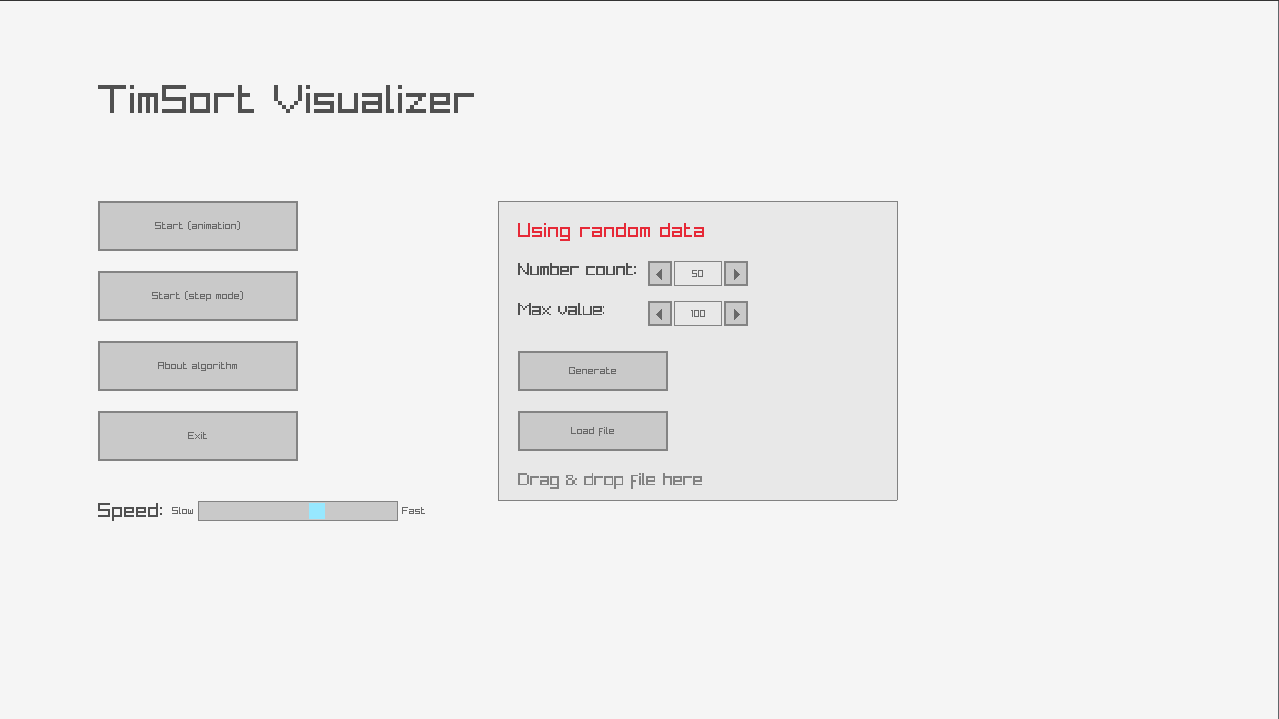 TimSort Visualizer
Start (animation)
Start (step mode)
About algorithm
Exit
Speed: Slow Fast
Using random data
Number count: 50
Max value: 100
Generate
Load file
Drag & drop file here